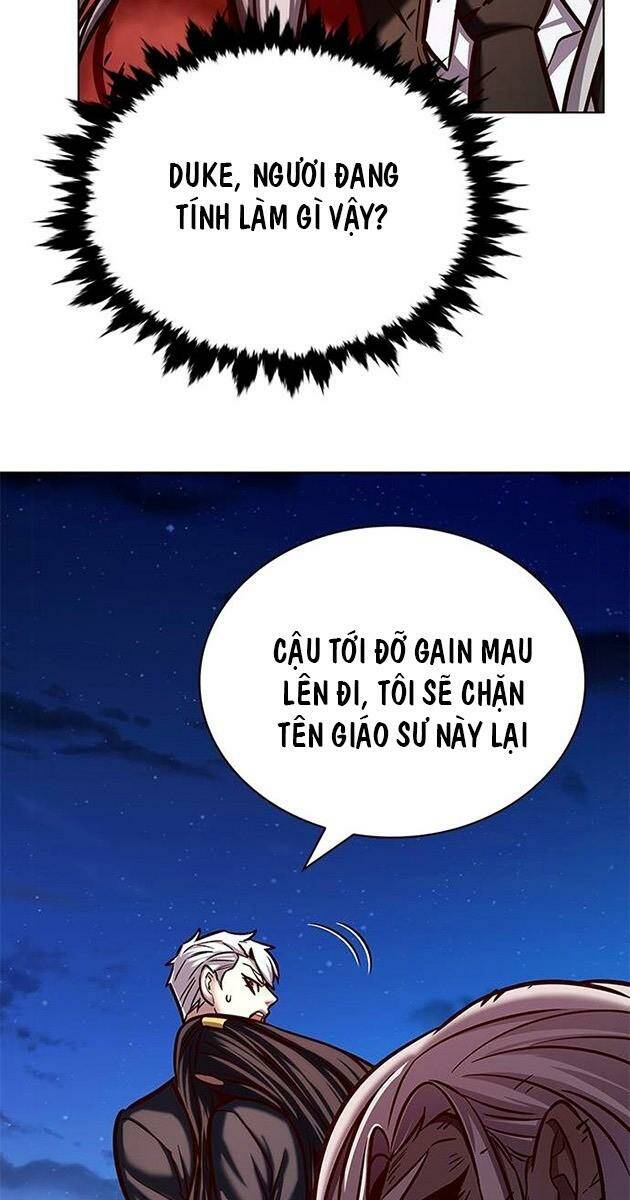 DUKE, NGƯƠI ĐANG
TÍNH LÀM GÌ VẬY?
CẬU TỚI ĐỠ GAIN MAU
LÊN ĐI, TÔI SẼ CHẶN
TÊN GIÁO SƯ NÀY LẠI